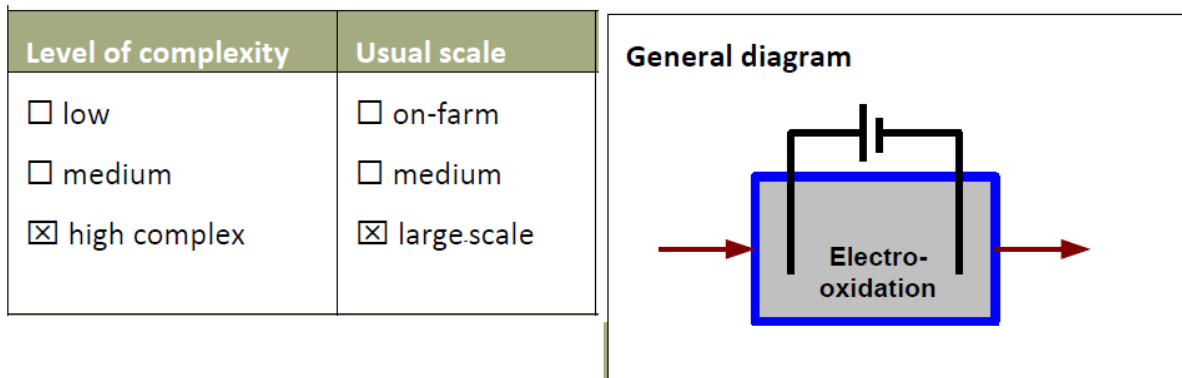 Level of complexity
Usual scale
☐ low
☐ on-farm
☐ medium
☐ medium
☒ high complex
☒ large scale
General diagram
Electro-
oxidation